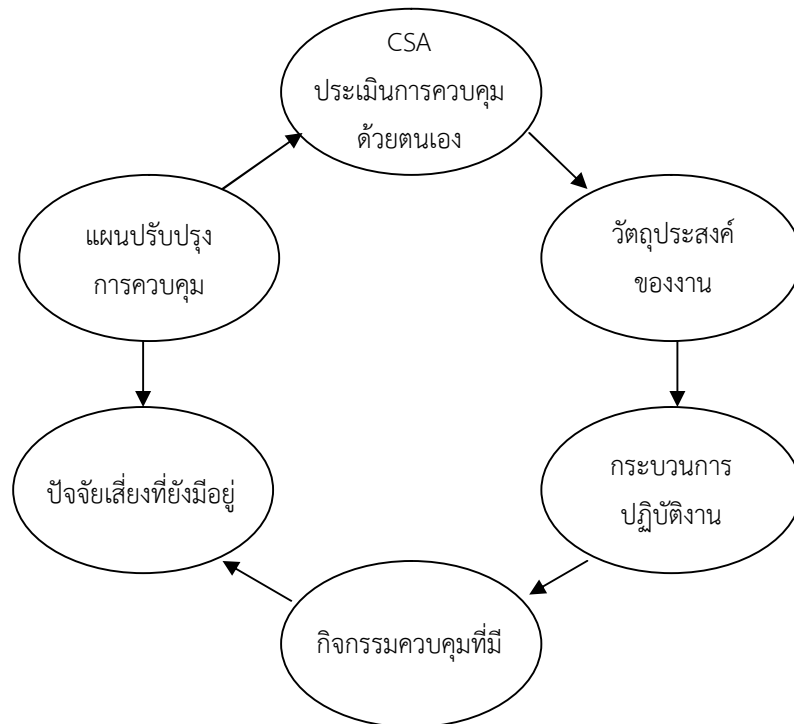 CSA
ประเมินการควบคุม
ด้วยตนเอง
วัตถุประสงค์
ของงาน
กระบวนการ
ปฏิบัติงาน
กิจกรรมควบคุมที่มี
ปัจจัยเสี่ยงที่ยังมีอยู่
แผนปรับปรุง
การควบคุม